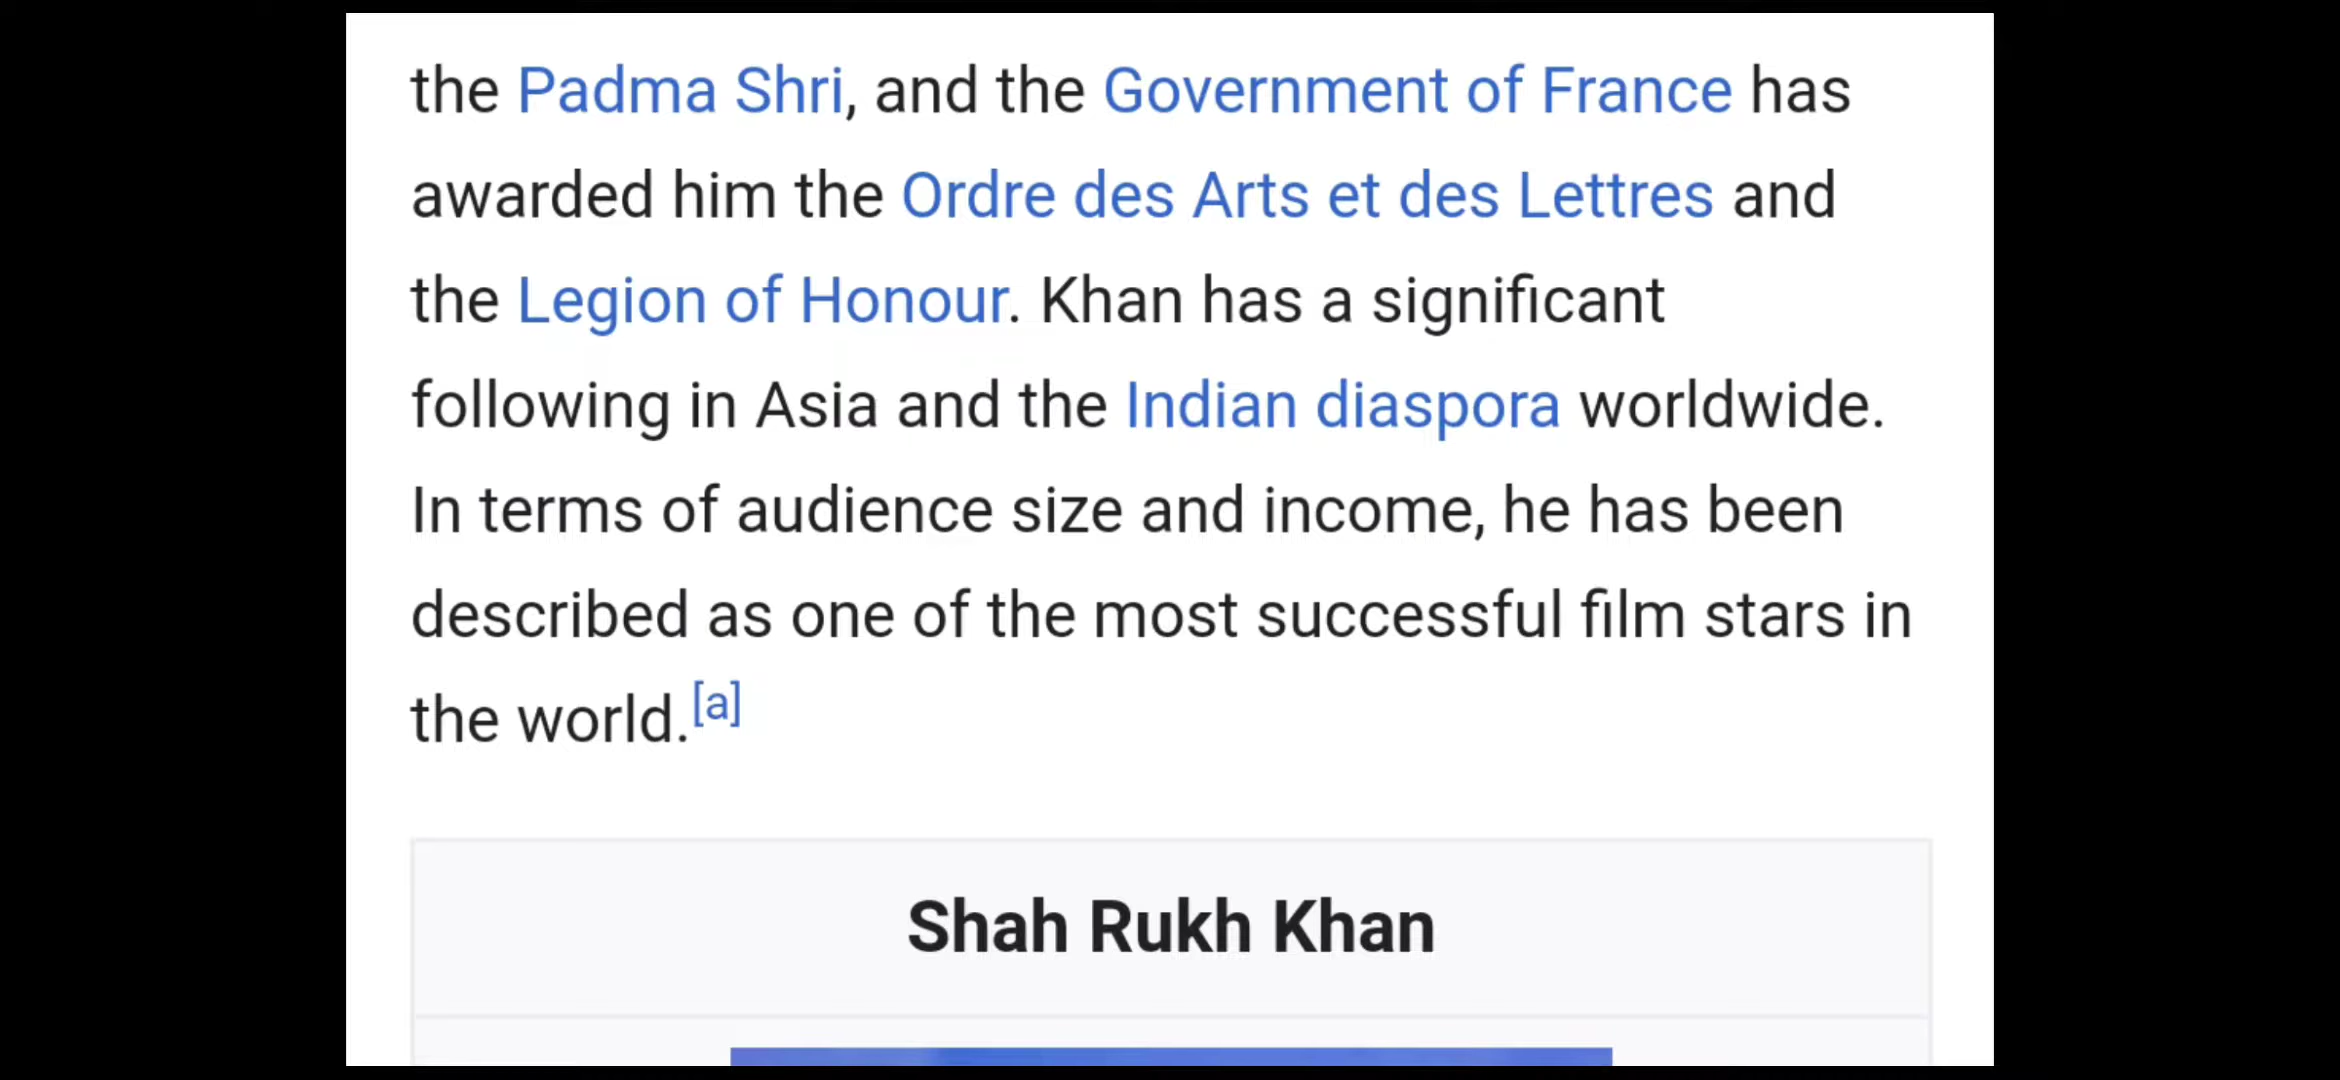 the Padma Shri, and the Government of France has
awarded him the Ordre des Arts et des Lettres and
the Legion of Honour. Khan has a significant
following in Asia and the Indian diaspora worldwide.
In terms of audience size and income, he has been
described as one of the most successful film stars in
the world.[a]
Shah Rukh Khan